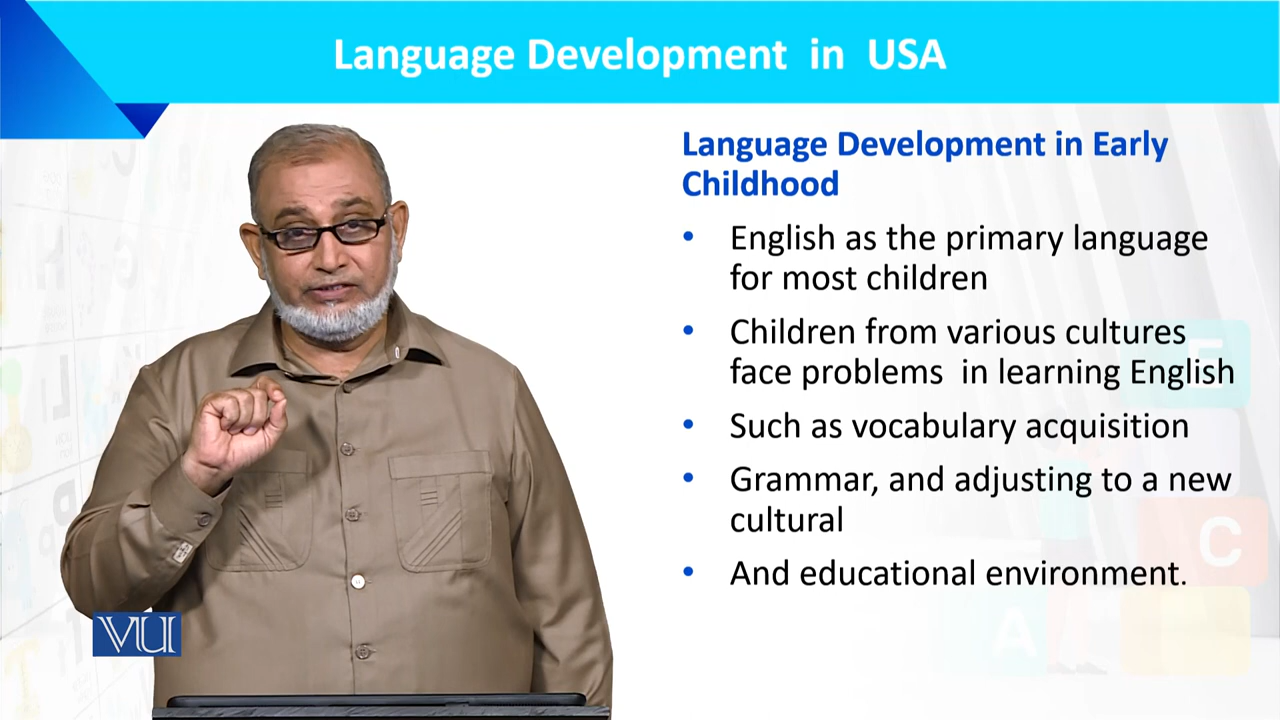 Language Development in USA
Language Development in Early
Childhood
• English as the primary language
for most children
• Children from various cultures
face problems in learning English
• Such as vocabulary acquisition
• Grammar, and adjusting to a new
cultural
• And educational environment.
E
C
A
VU